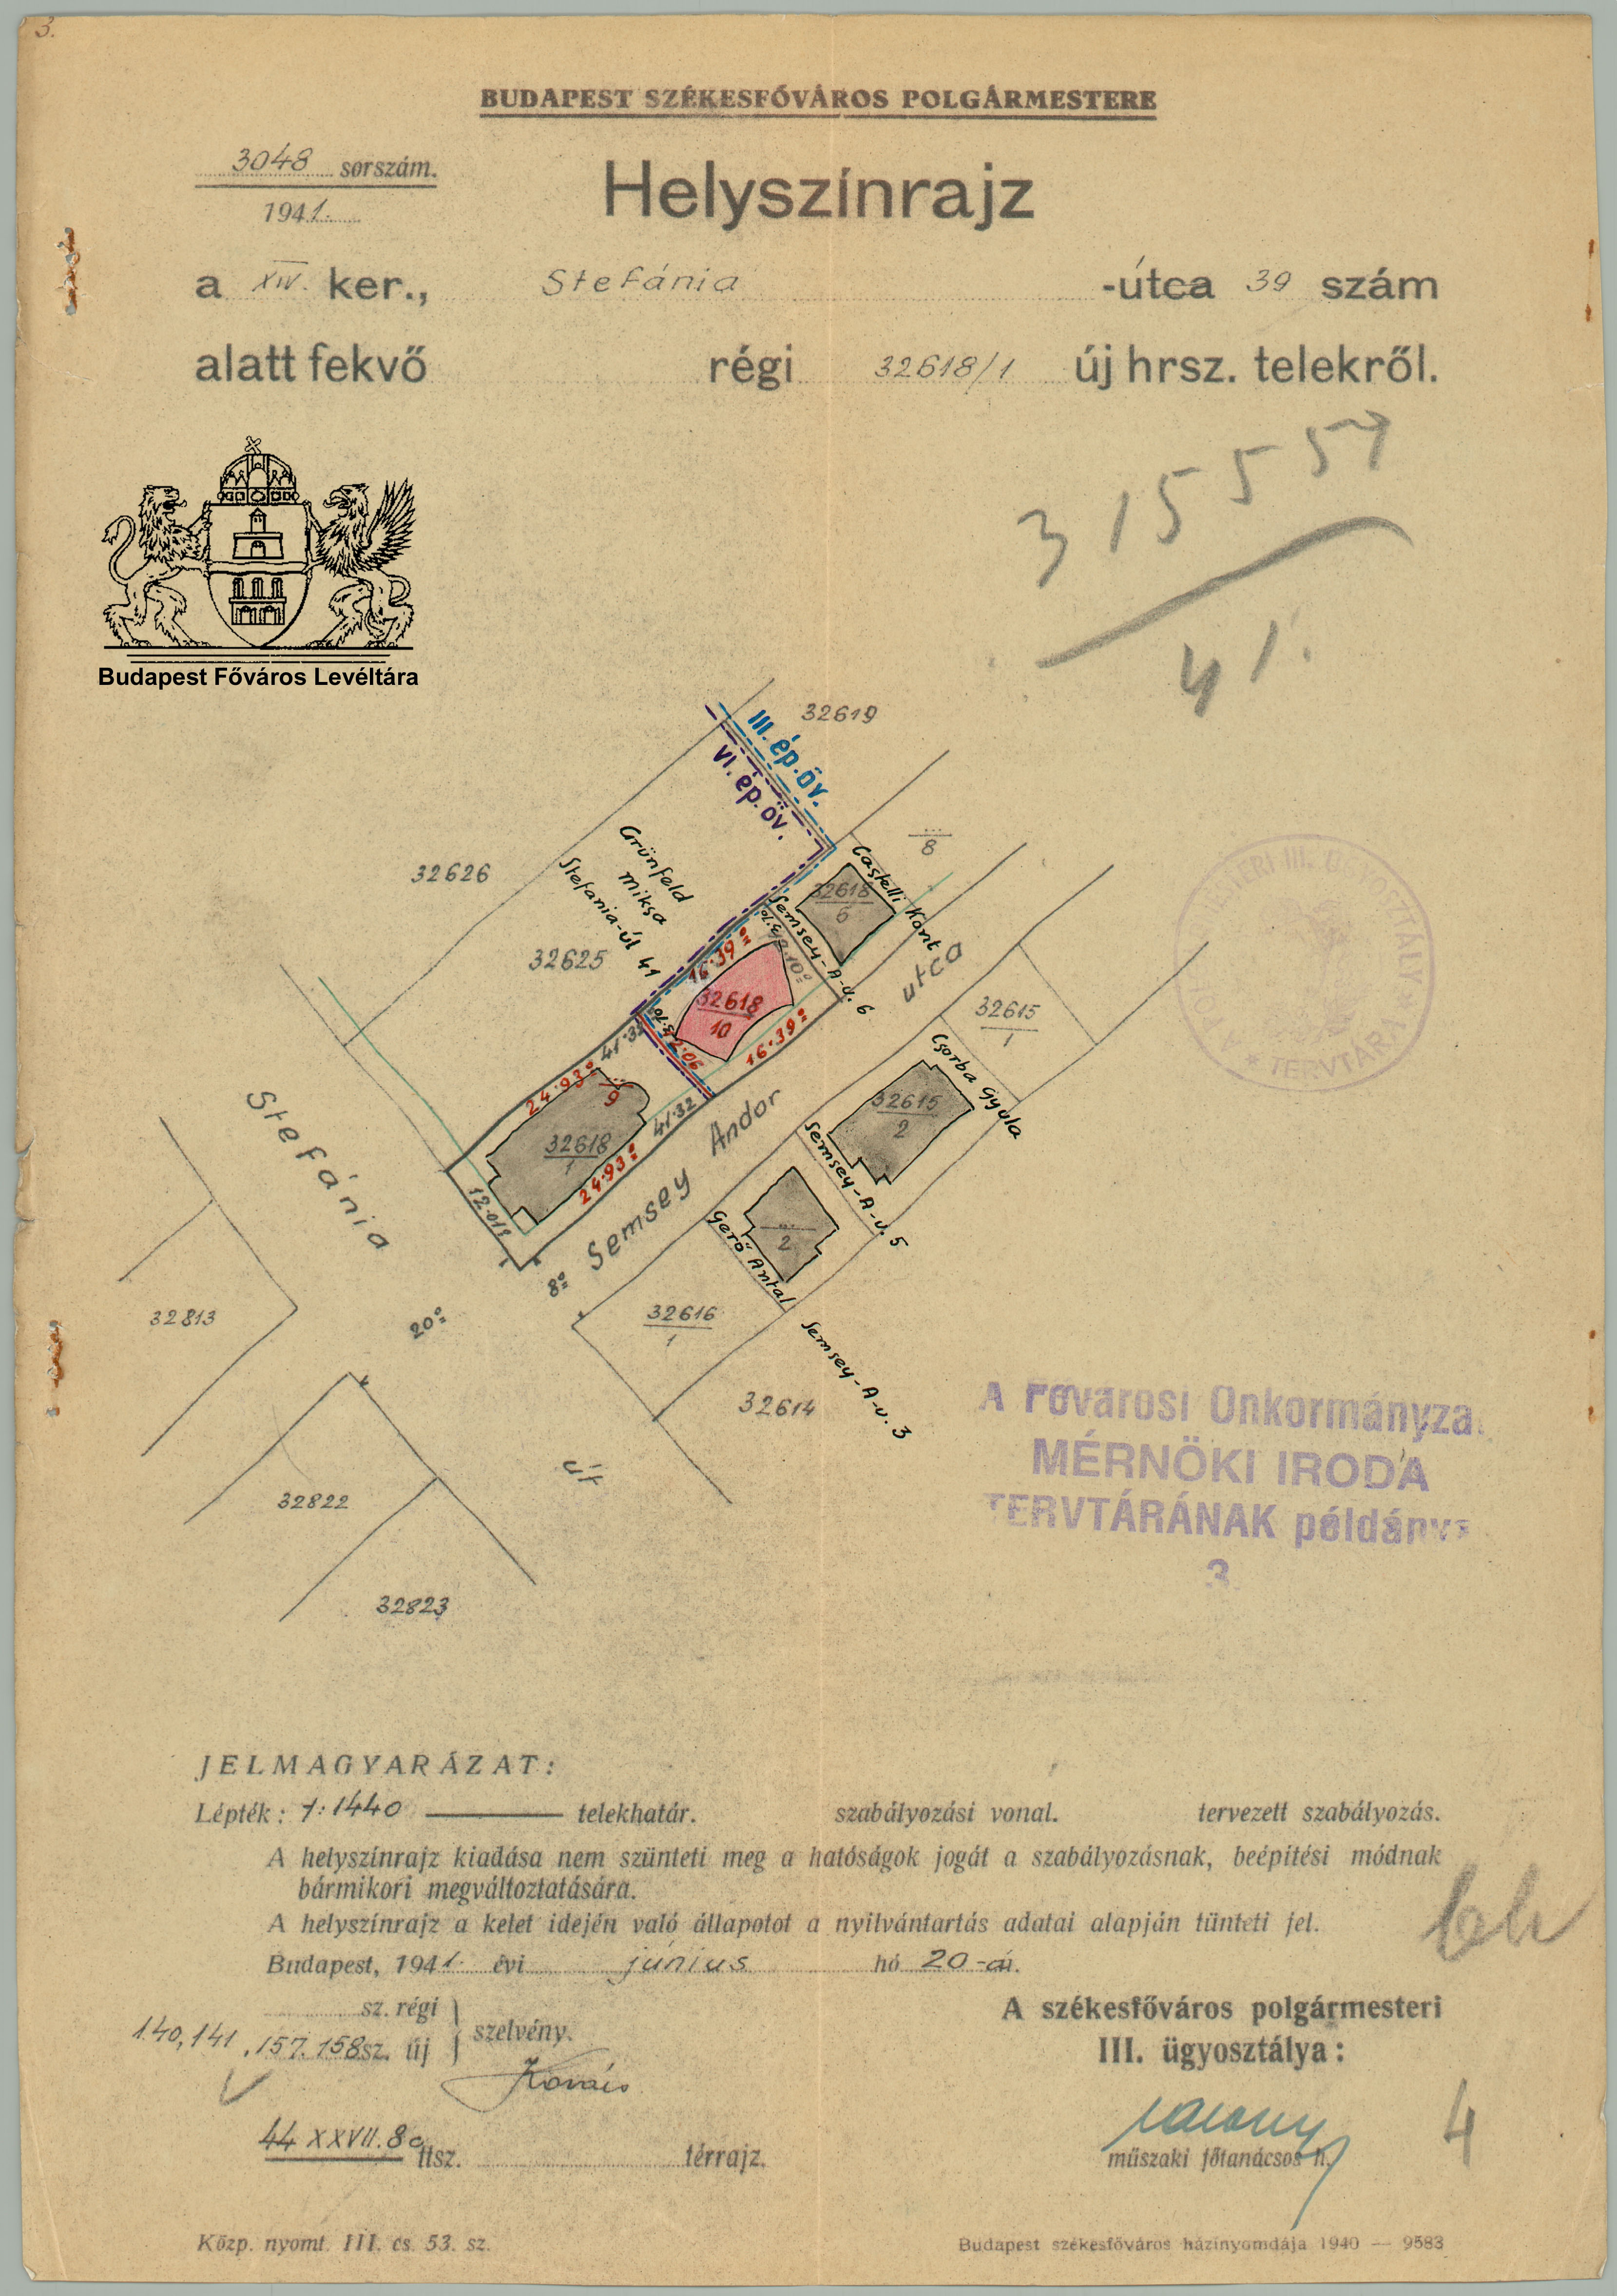 3.
BUDAPEST SZÉKESFŐVÁROS POLGÁRMESTERE
3048 sorszám.
1941.
Helyszínrajz
a XIV. ker., Stefánia -útca 39 szám
alatt fekvő régi 32618/1 új hrsz. telekről.
315557
41.
Budapest Főváros Levéltára
32619
III. ép. öv.
VI. ép. öv.
8
32626
Grünfeld
Miksa
Stefania-út 41
Castelli Kont
32618
6
Semsey-A-u. 6
32625
16.39°
32618
10
16.39°
utca
32615
1
TERVTÁRA
41.32
24.93°
32618
1
24.93°
41.32
12.01
Stefánia
Semsey Andor
Csorba Gyula
32615
2
Semsey-A-u. 5
2
Gerő Antal
Semsey-A-u. 3
8°
20°
32813
32616
1
32614
út
32822
32823
A Fővárosi Önkormányza
MÉRNÖKI IRODA
TERVTÁRÁNAK példány
3.
JELMAGYARÁZAT:
Lépték: 1:1440 telekhatár. szabályozási vonal. tervezett szabályozás.
A helyszínrajz kiadása nem szünteti meg a hatóságok jogát a szabályozásnak, beépítési módnak
bármikori megváltoztatására.
A helyszínrajz a kelet idején való állapotot a nyilvántartás adatai alapján tünteti jel.
Budapest, 1941. évi június hó 20-án.
sz. régi
140, 141, 157. 158 sz. új szelvény.
Kovács
A székesfőváros polgármesteri
III. ügyosztálya:
műszaki főtanácsos h.
4
44 XXVII. 8c ttsz. térrajz.
Közp. nyomt. III. cs. 53. sz.
Budapest székesfőváros házinyomdája 1940 — 9583